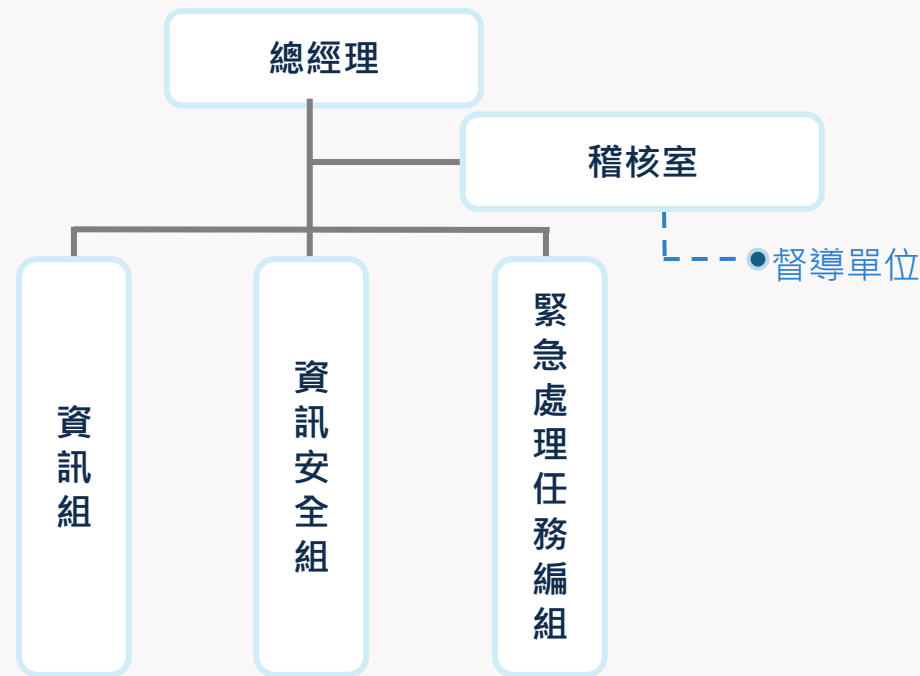 總經理
稽核室
督導單位
資訊組
資訊安全組
緊急處理任務編組